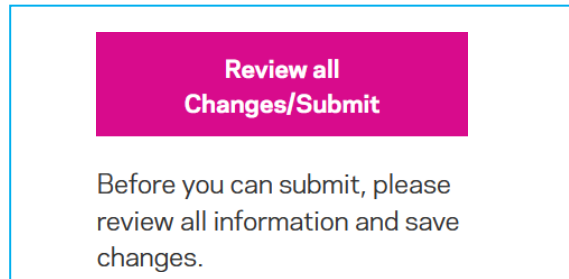 Review all
Changes/Submit
Before you can submit, please
review all information and save
changes.